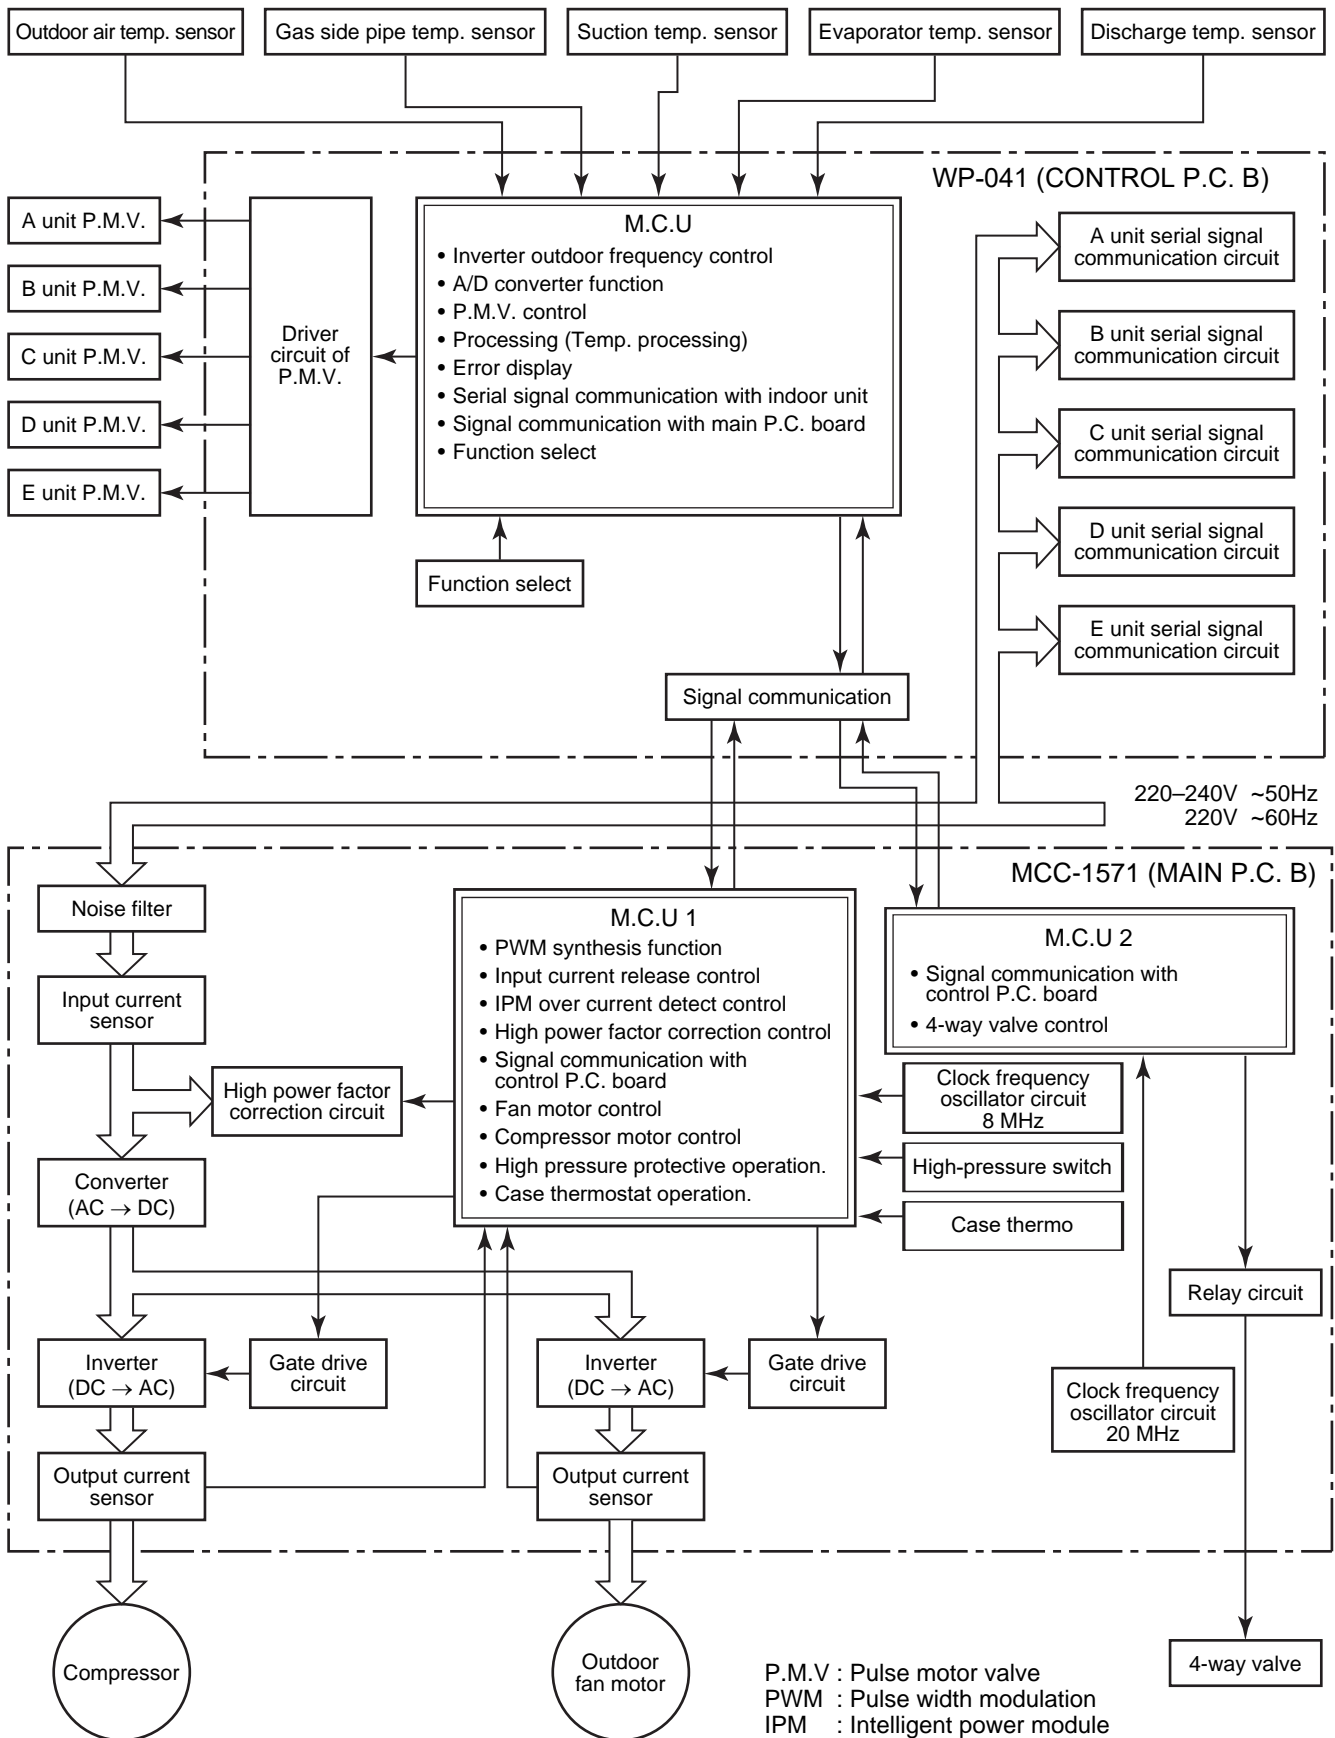 Outdoor air temp. sensor
Gas side pipe temp. sensor
Suction temp. sensor
Evaporator temp. sensor
Discharge temp. sensor
WP-041 (CONTROL P.C. B)
A unit P.M.V.
B unit P.M.V.
C unit P.M.V.
D unit P.M.V.
E unit P.M.V.
Driver
circuit of
P.M.V.
M.C.U
• Inverter outdoor frequency control
• A/D converter function
• P.M.V. control
• Processing (Temp. processing)
• Error display
• Serial signal communication with indoor unit
• Signal communication with main P.C. board
• Function select
A unit serial signal
communication circuit
B unit serial signal
communication circuit
C unit serial signal
communication circuit
D unit serial signal
communication circuit
E unit serial signal
communication circuit
Function select
Signal communication
220–240V ~50Hz
220V ~60Hz
MCC-1571 (MAIN P.C. B)
Noise filter
Input current
sensor
High power factor
correction circuit
Converter
(AC → DC)
M.C.U 1
• PWM synthesis function
• Input current release control
• IPM over current detect control
• High power factor correction control
• Signal communication with
control P.C. board
• Fan motor control
• Compressor motor control
• High pressure protective operation.
• Case thermostat operation.
M.C.U 2
• Signal communication with
control P.C. board
• 4-way valve control
Clock frequency
oscillator circuit
8 MHz
High-pressure switch
Case thermo
Relay circuit
Inverter
(DC → AC)
Gate drive
circuit
Inverter
(DC → AC)
Gate drive
circuit
Clock frequency
oscillator circuit
20 MHz
Output current
sensor
Output current
sensor
Compressor
Outdoor
fan motor
4-way valve
P.M.V : Pulse motor valve
PWM : Pulse width modulation
IPM : Intelligent power module